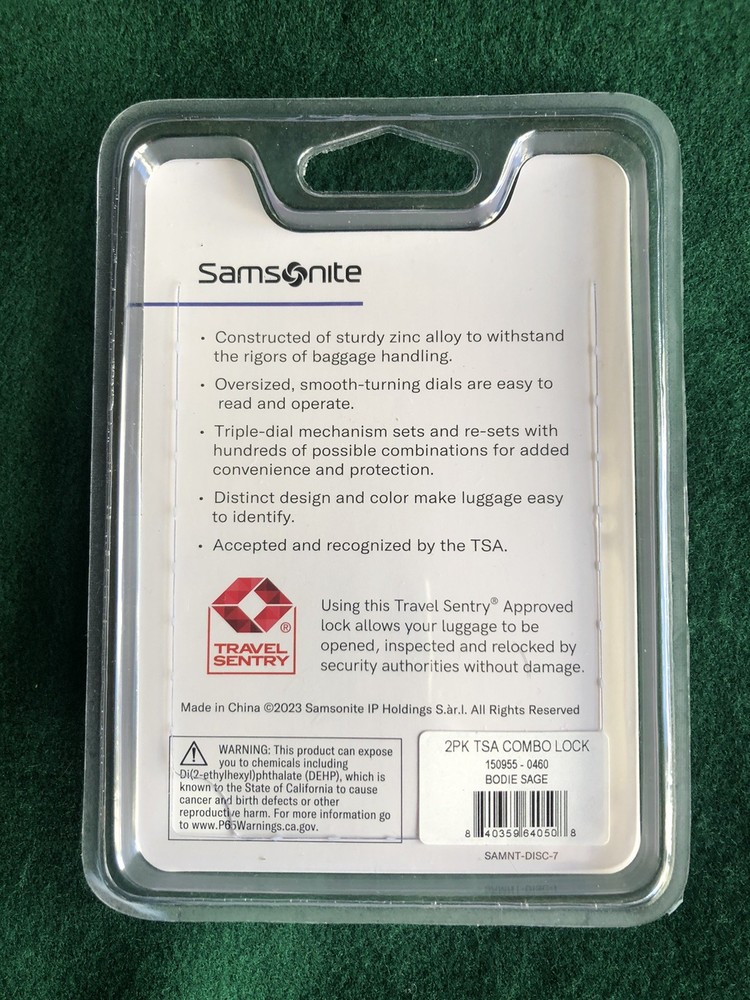 Samsonite
• Constructed of sturdy zinc alloy to withstand
the rigors of baggage handling.
• Oversized, smooth-turning dials are easy to
read and operate.
• Triple-dial mechanism sets and re-sets with
hundreds of possible combinations for added
convenience and protection.
• Distinct design and color make luggage easy
to identify.
• Accepted and recognized by the TSA.
®
TRAVEL
SENTRY
Using this Travel Sentry® Approved
lock allows your luggage to be
opened, inspected and relocked by
security authorities without damage.
Made in China ©2023 Samsonite IP Holdings S.àr.l. All Rights Reserved
WARNING: This product can expose
you to chemicals including
Di(2-ethylhexyl)phthalate (DEHP), which is
known to the State of California to cause
cancer and birth defects or other
reproductive harm. For more information go
to www.P65Warnings.ca.gov.
2PK TSA COMBO LOCK
150955 - 0460
BODIE SAGE
8 40359 64050 8
SAMNT-DISC-7